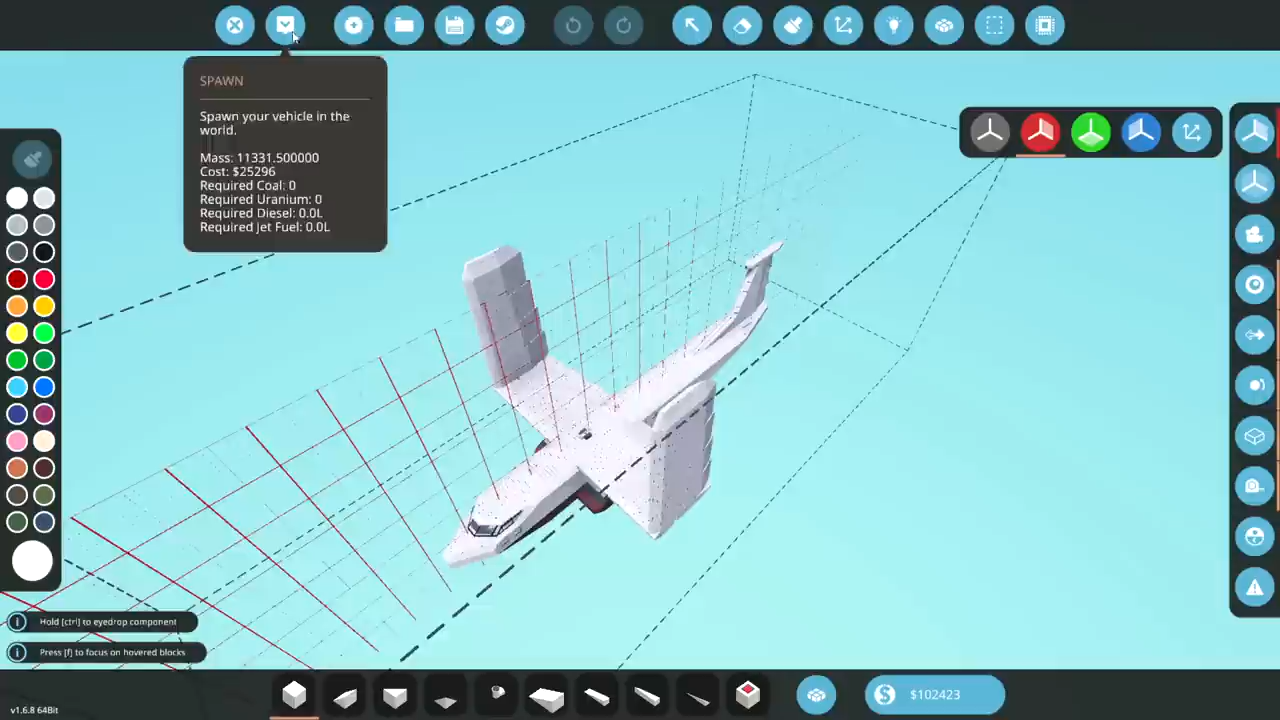 SPAWN
Spawn your vehicle in the
world.
Mass: 11331.500000
Cost: $25296
Required Coal: 0
Required Uranium: 0
Required Diesel: 0.0L
Required Jet Fuel: 0.0L
Hold [ctrl] to eyedrop component
Press [f] to focus on hovered blocks
$102423
v1.6.8 64Bit